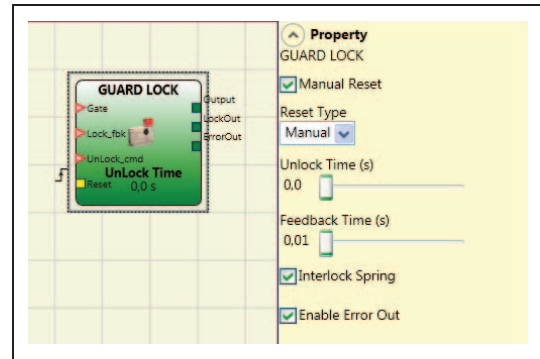 GUARD LOCK
Gate
Output
Lock_fbk
LockOut
ErrorOut
UnLock_cmd
UnLock Time
Reset
0,0 s
Property
GUARD LOCK
Manual Reset
Reset Type
Manual
Unlock Time (s)
0,0
Feedback Time (s)
0,01
Interlock Spring
Enable Error Out